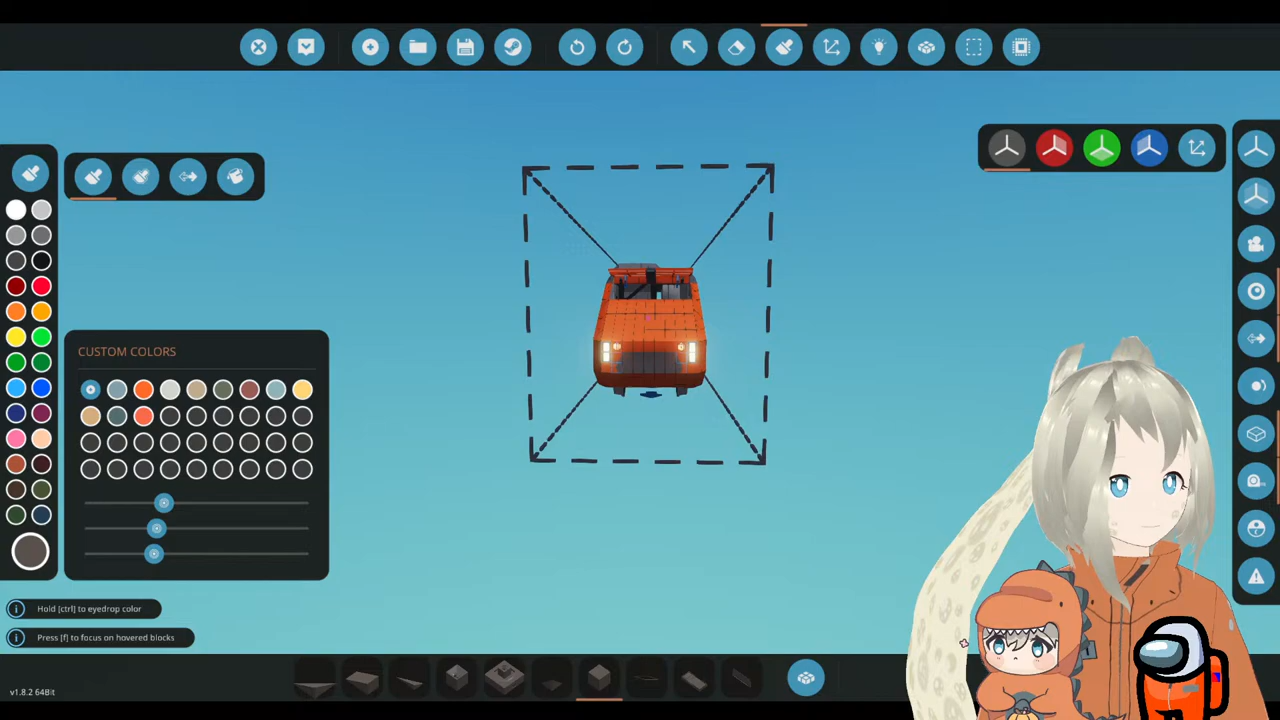 CUSTOM COLORS
Hold [ctrl] to eyedrop color
Press [f] to focus on hovered blocks
v1.8.2 64Bit